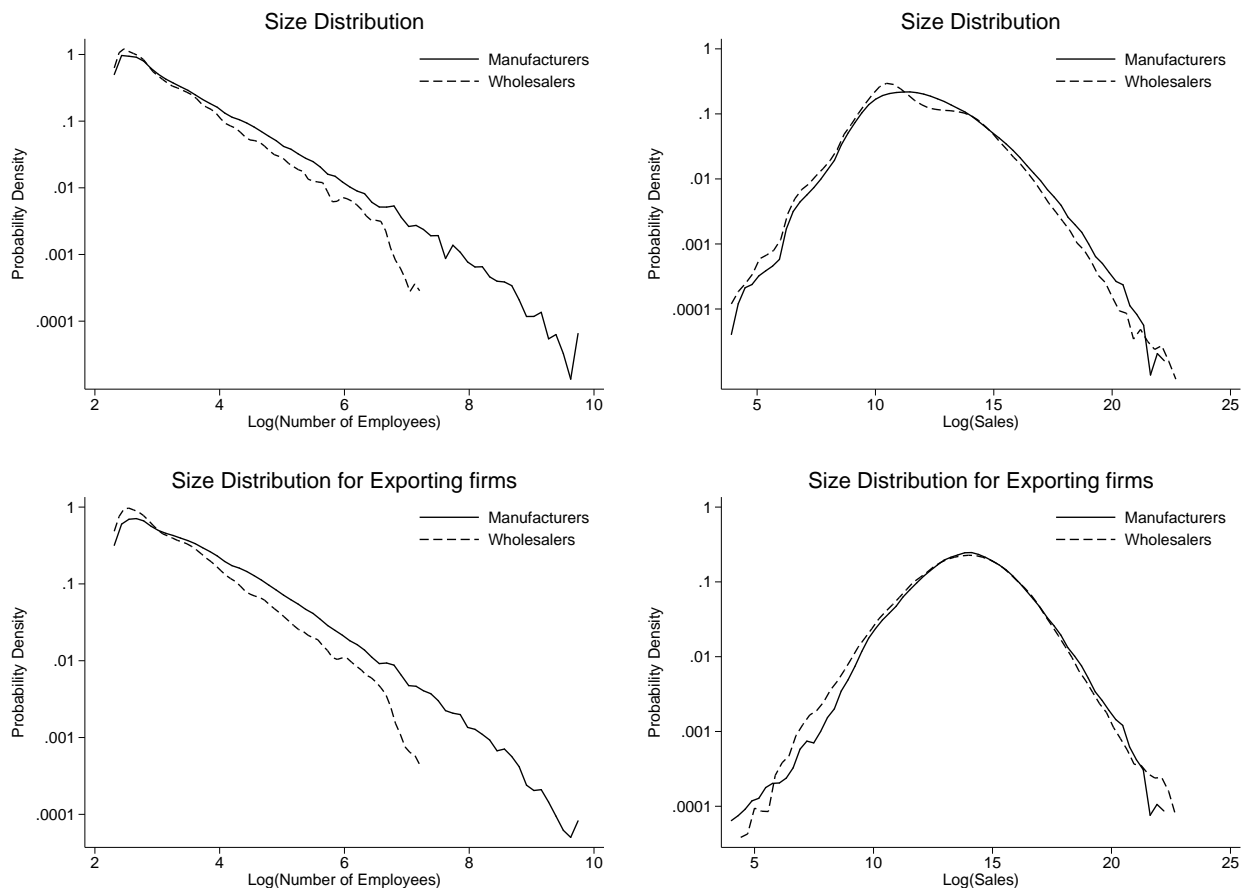 Size Distribution
Manufacturers
Wholesalers
Probability Density
1
.1
.01
.001
.0001
2
4
6
8
10
Log(Number of Employees)
Size Distribution
Manufacturers
Wholesalers
Probability Density
1
.1
.01
.001
.0001
5
10
15
20
25
Log(Sales)
Size Distribution for Exporting firms
Manufacturers
Wholesalers
Probability Density
1
.1
.01
.001
.0001
2
4
6
8
10
Log(Number of Employees)
Size Distribution for Exporting firms
Manufacturers
Wholesalers
Probability Density
1
.1
.01
.001
.0001
5
10
15
20
25
Log(Sales)